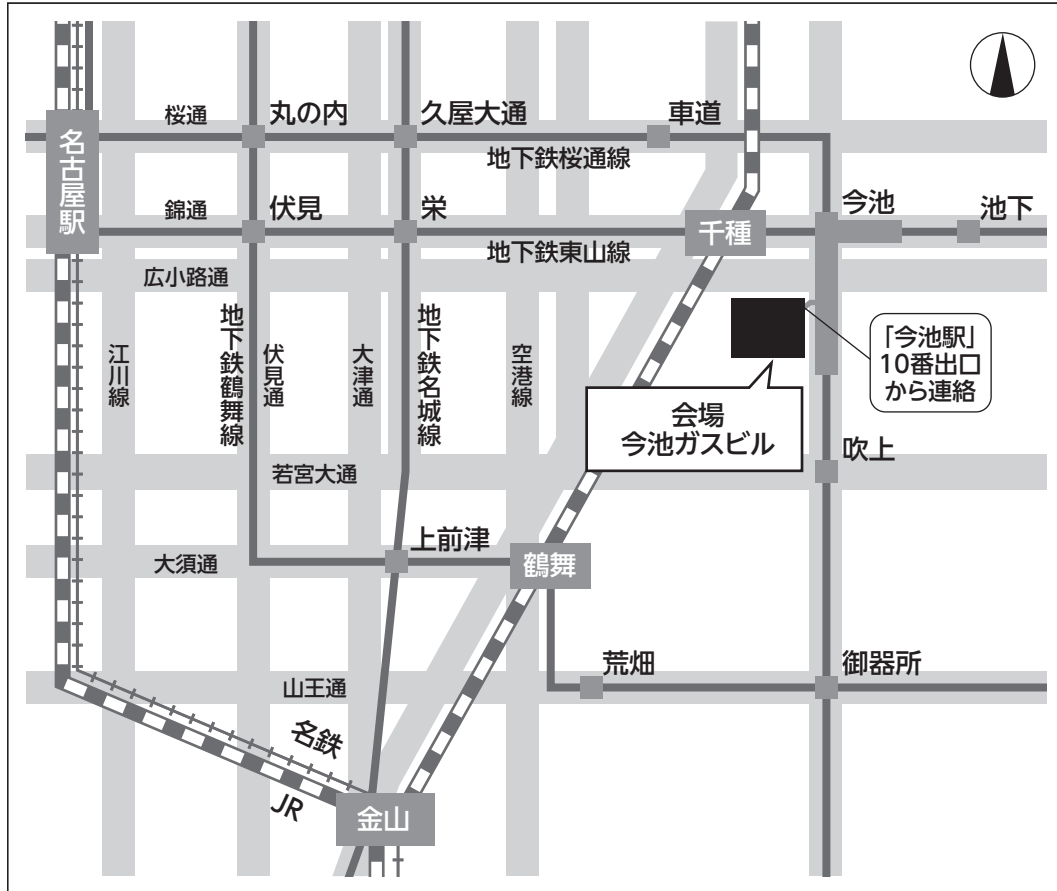 桜通
丸の内
久屋大通
車道
地下鉄桜通線
名古屋駅
錦通
伏見
栄
千種
今池
池下
地下鉄東山線
広小路通
江川線
地下鉄鶴舞線
伏見通
大津通
地下鉄名城線
空港線
「今池駅」
10番出口
から連絡
会場
今池ガスビル
若宮大通
吹上
大須通
上前津
鶴舞
山王通
荒畑
御器所
名鉄
JR
金山